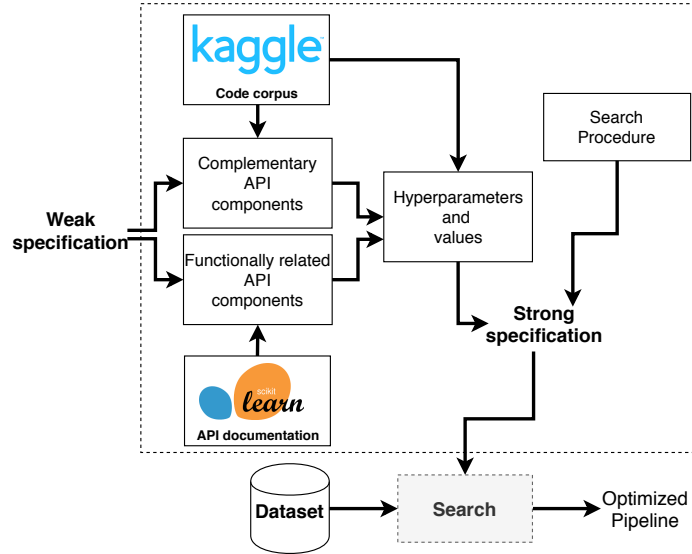 kaggle
Code corpus
Search
Procedure
Complementary
API
components
Hyperparameters
and
values
Weak
specification
Functionally related
API
components
Strong
specification
scikit
learn
API documentation
Dataset
Search
Optimized
Pipeline